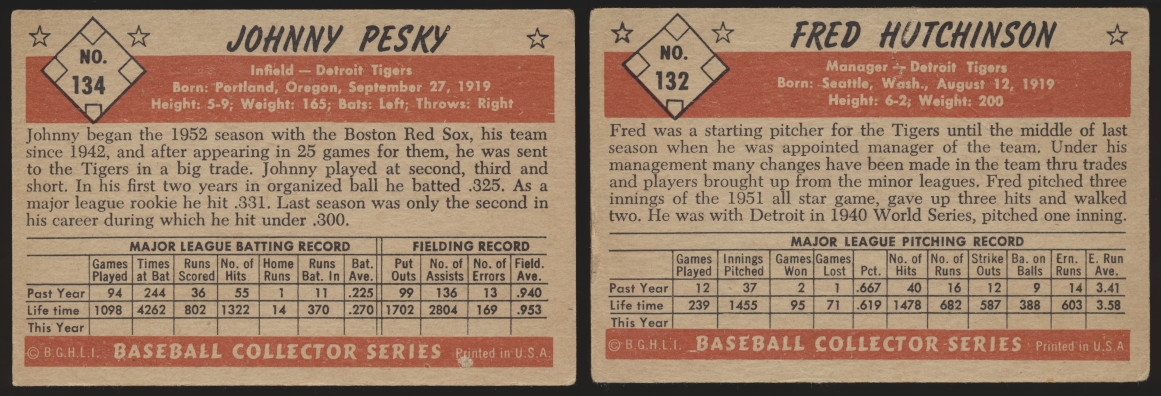 JOHNNY PESKY
NO.
134
Infield — Detroit Tigers
Born: Portland, Oregon, September 27, 1919
Height: 5-9; Weight: 165; Bats: Left; Throws: Right
Johnny began the 1952 season with the Boston Red Sox, his team
since 1942, and after appearing in 25 games for them, he was sent
to the Tigers in a big trade. Johnny played at second, third and
short. In his first two years in organized ball he batted .325. As a
major league rookie he hit .331. Last season was only the second in
his career during which he hit under .300.
MAJOR LEAGUE BATTING RECORD FIELDING RECORD
Games Times Runs No. of Home Runs Bat. Put No. of No. of Field.
Played at Bat Scored Hits Runs Bat. In Ave. Outs Assists Errors Ave.
Past Year 94 244 36 55 1 11 .225 99 136 13 .940
Life time 1098 4262 802 1322 14 370 .270 1702 2804 169 .953
This Year
© B.G.H.L.I. BASEBALL COLLECTOR SERIES Printed in U.S.A.
FRED HUTCHINSON
NO.
132
Manager — Detroit Tigers
Born: Seattle, Wash., August 12, 1919
Height: 6-2; Weight: 200
Fred was a starting pitcher for the Tigers until the middle of last
season when he was appointed manager of the team. Under his
management many changes have been made in the team thru trades
and players brought up from the minor leagues. Fred pitched three
innings of the 1951 all star game, gave up three hits and walked
two. He was with Detroit in 1940 World Series, pitched one inning.
MAJOR LEAGUE PITCHING RECORD
Games Innings Games Games No. of No. of Strike Ba. on Ern. E. Run
Played Pitched Won Lost Pct. Hits Runs Outs Balls Runs Ave.
Past Year 12 37 2 1 .667 40 16 12 9 14 3.41
Life time 239 1455 95 71 .619 1478 682 587 388 603 3.58
This Year
© B.G.H.L.I. BASEBALL COLLECTOR SERIES Printed in U.S.A.